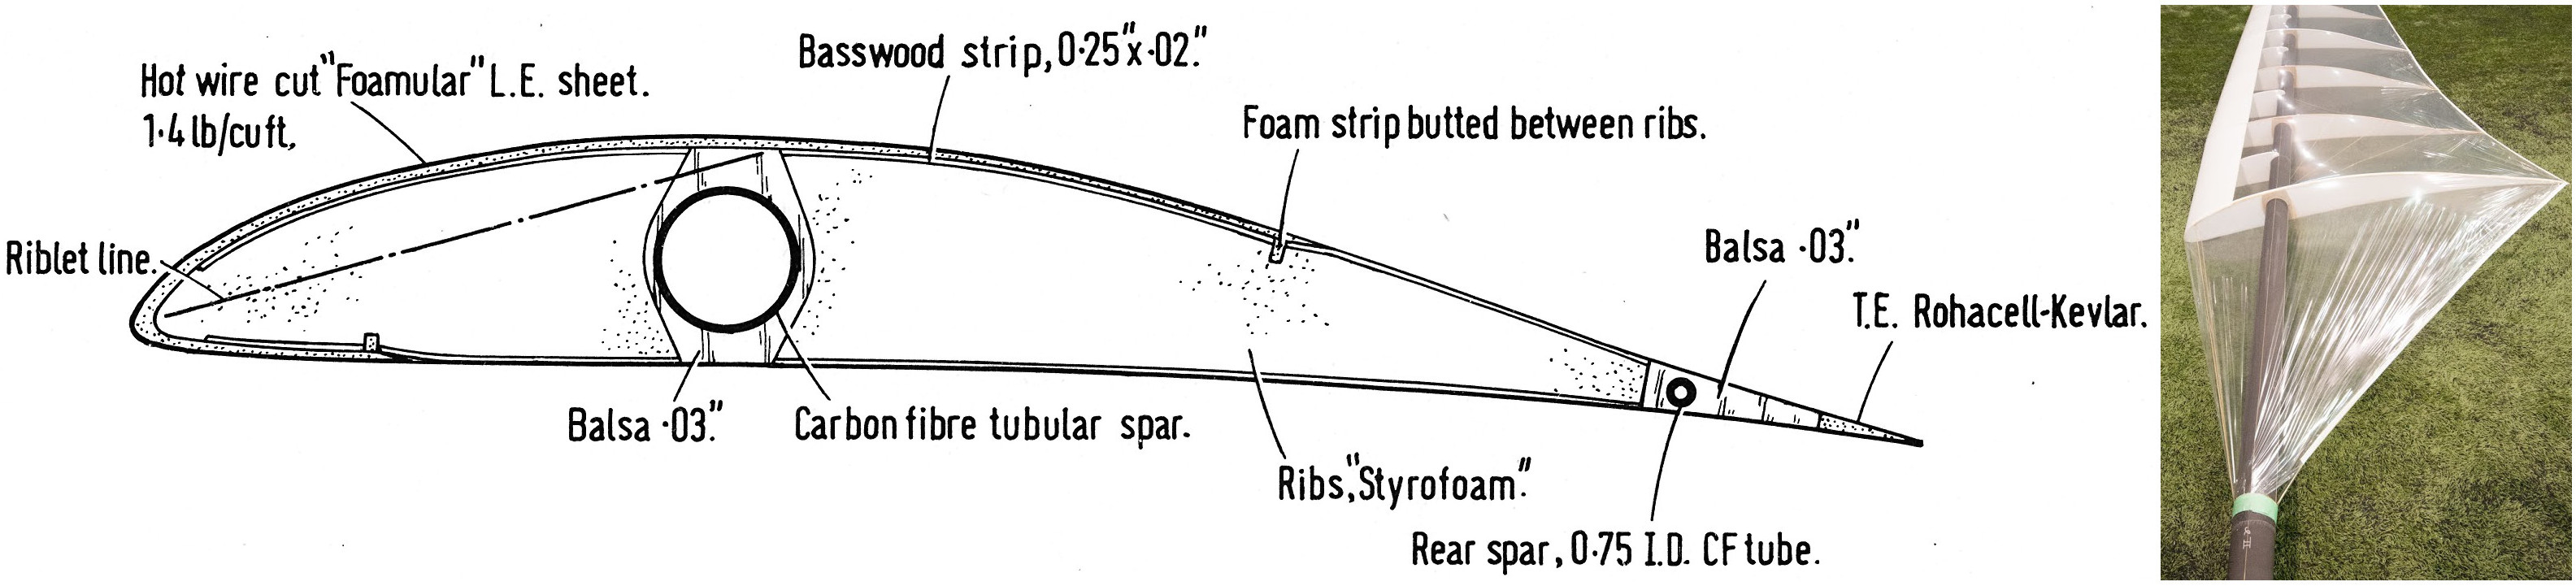 Hot wire cut "Foamular" L.E. sheet.
1·4 lb/cu ft,
Basswood strip, 0·25" x ·02".
Foam strip butted between ribs.
Riblet line.
Balsa ·03".
T.E. Rohacell-Kevlar.
Balsa ·03".
Carbon fibre tubular spar.
Ribs, "Styrofoam".
Rear spar, 0·75 I.D. CF tube.